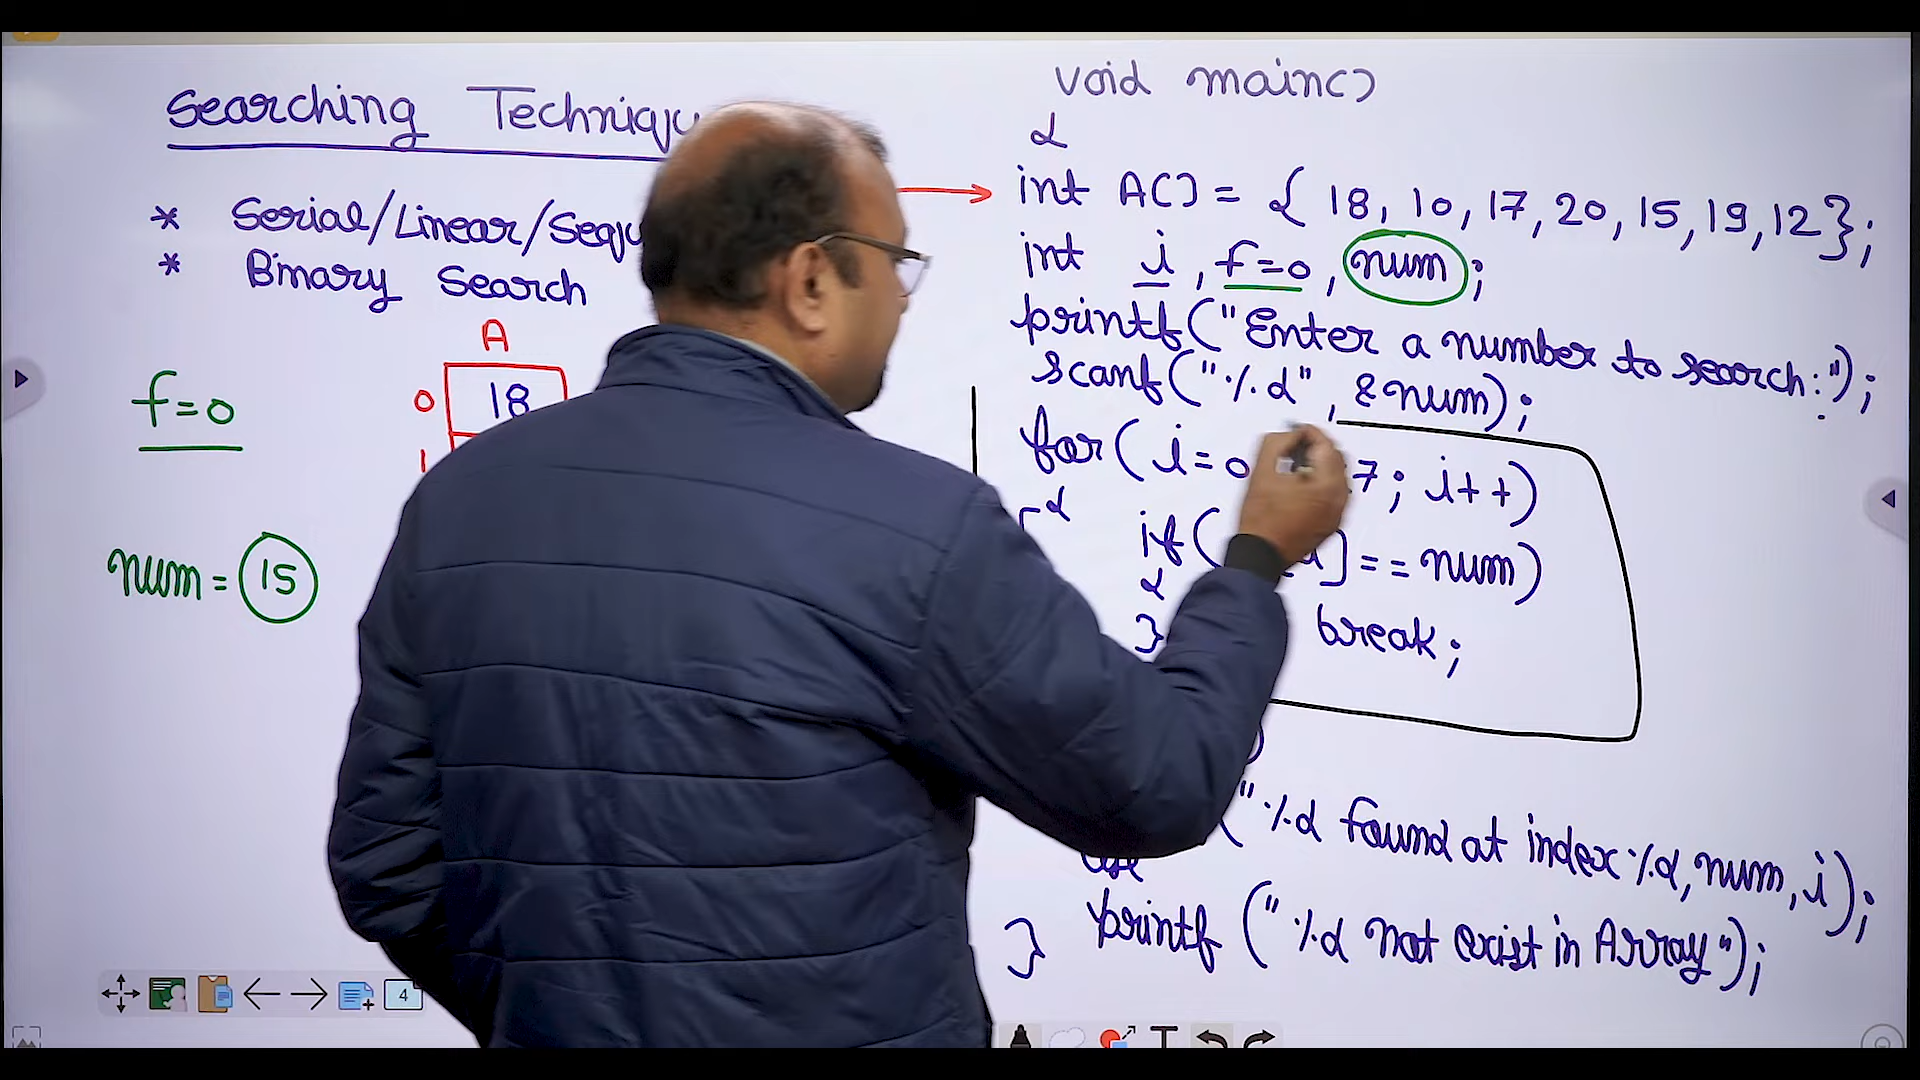 Searching
* Serial/Linear/
* Binary Search
A
0 18
1
f=0
num = 15
void main()
{
int A[] = { 18, 10, 17, 20, 15, 19, 12 };
int i, f=0, num;
printf("Enter a number to search:");
scanf("%d", &num);
for( i=0 7; i++)
{
if( ] == num)
{
} break;
"%d found at index %d, num, i);
printf ("%d not exist in Array");
}
4
T